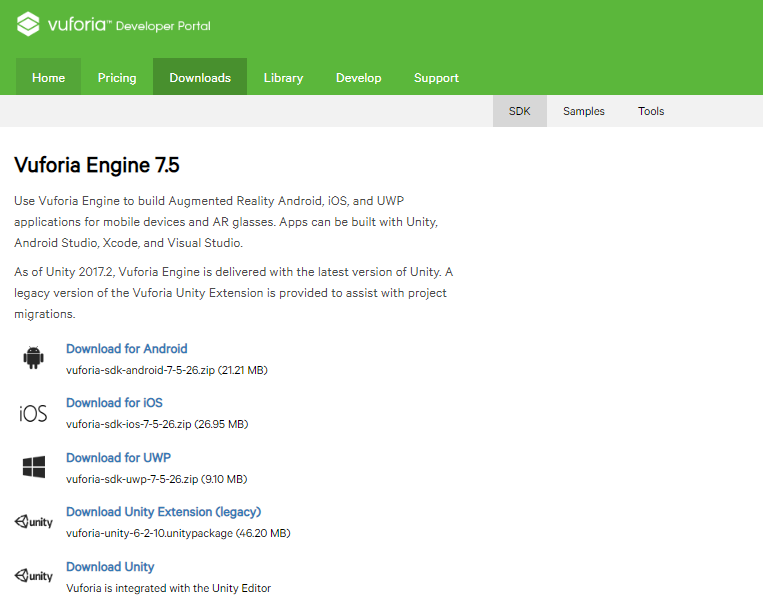 vuforia™ Developer Portal
Home Pricing Downloads Library Develop Support
SDK Samples Tools
Vuforia Engine 7.5
Use Vuforia Engine to build Augmented Reality Android, iOS, and UWP
applications for mobile devices and AR glasses. Apps can be built with Unity,
Android Studio, Xcode, and Visual Studio.
As of Unity 2017.2, Vuforia Engine is delivered with the latest version of Unity. A
legacy version of the Vuforia Unity Extension is provided to assist with project
migrations.
Download for Android
vuforia-sdk-android-7-5-26.zip (21.21 MB)
iOS
Download for iOS
vuforia-sdk-ios-7-5-26.zip (26.95 MB)
Download for UWP
vuforia-sdk-uwp-7-5-26.zip (9.10 MB)
unity
Download Unity Extension (legacy)
vuforia-unity-6-2-10.unitypackage (46.20 MB)
unity
Download Unity
Vuforia is integrated with the Unity Editor